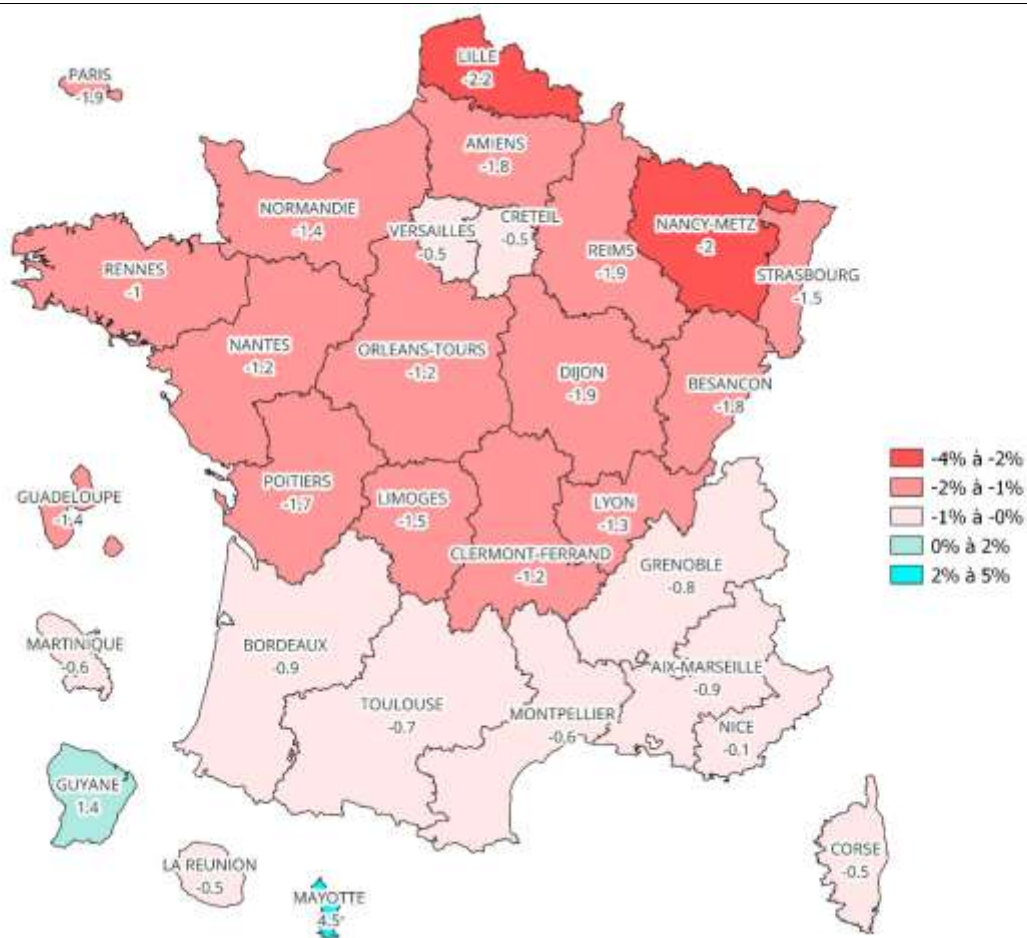 LILLE
-2.2
PARIS
-1.9
AMIENS
-1.8
NORMANDIE
-1.4
VERSAILLES
-0.5
CRETEIL
-0.5
REIMS
-1.9
NANCY-METZ
-2
STRASBOURG
-1.5
RENNES
-1
NANTES
-1.2
ORLEANS-TOURS
-1.2
DIJON
-1.9
BESANCON
-1.8
-4% à -2%
-2% à -1%
-1% à -0%
0% à 2%
2% à 5%
GUADELOUPE
-1.4
POITIERS
-1.7
LIMOGES
-1.5
LYON
-1.3
CLERMONT-FERRAND
-1.2
GRENOBLE
-0.8
MARTINIQUE
-0.6
BORDEAUX
-0.9
AIX-MARSEILLE
-0.9
TOULOUSE
-0.7
MONTPELLIER
-0.6
NICE
-0.1
GUYANE
1.4
LA REUNION
-0.5
MAYOTTE
4.5
CORSE
-0.5